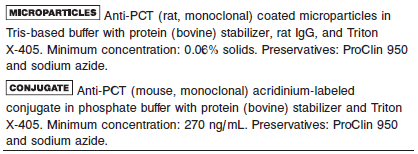 MICROPARTICLES Anti-PCT (rat, monoclonal) coated microparticles in
Tris-based buffer with protein (bovine) stabilizer, rat IgG, and Triton
X-405. Minimum concentration: 0.06% solids. Preservatives: ProClin 950
and sodium azide.
CONJUGATE Anti-PCT (mouse, monoclonal) acridinium-labeled
conjugate in phosphate buffer with protein (bovine) stabilizer and Triton
X-405. Minimum concentration: 270 ng/mL. Preservatives: ProClin 950
and sodium azide.